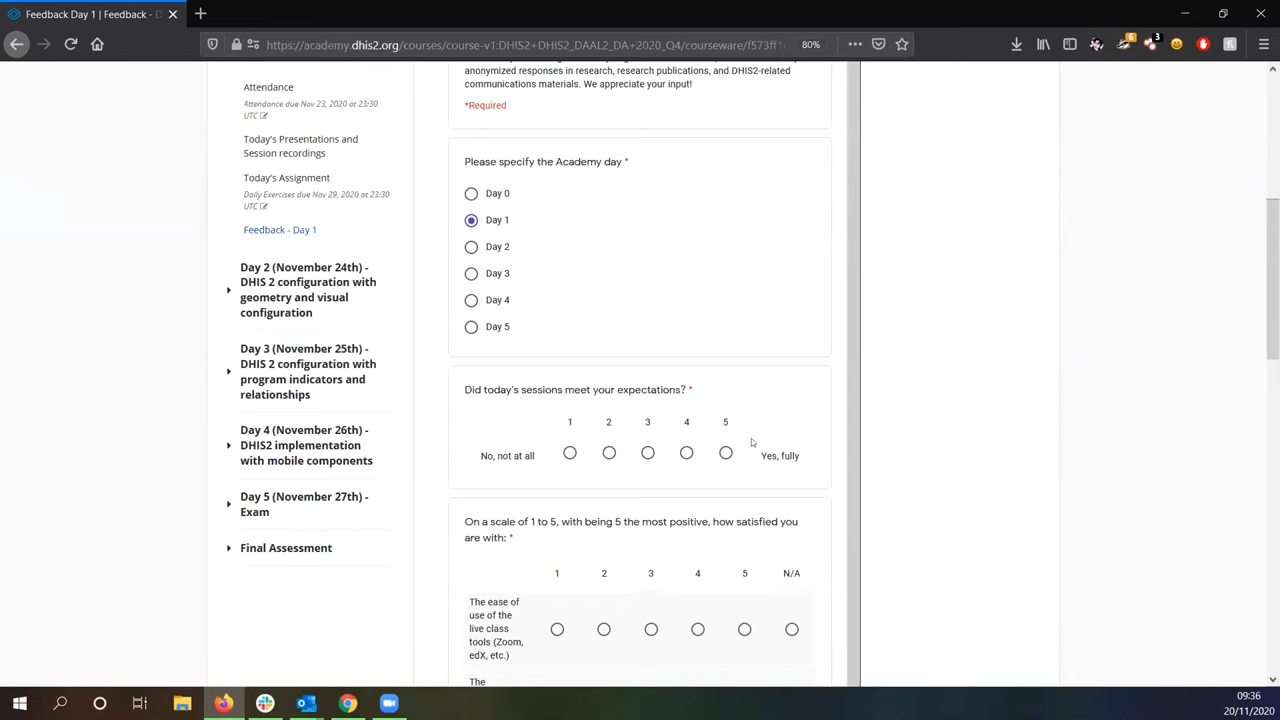 Feedback Day 1 | Feedback - D
https://academy.dhis2.org/courses/course-v1:DHIS2+DHIS2_DAAL2_DA+2020_Q4/courseware/f573ff1
80%
6
3
anonymized responses in research, research publications, and DHIS2-related
communications materials. We appreciate your input!
*Required
Attendance
Attendance due Nov 23, 2020 at 23:30
UTC
Today's Presentations and
Session recordings
Today's Assignment
Daily Exercises due Nov 29, 2020 at 23:30
UTC
Feedback - Day 1
Day 2 (November 24th) -
DHIS 2 configuration with
geometry and visual
configuration
Day 3 (November 25th) -
DHIS 2 configuration with
program indicators and
relationships
Day 4 (November 26th) -
DHIS2 implementation
with mobile components
Day 5 (November 27th) -
Exam
Final Assessment
Please specify the Academy day *
Day 0
Day 1
Day 2
Day 3
Day 4
Day 5
Did today's sessions meet your expectations? *
1 2 3 4 5
No, not at all Yes, fully
On a scale of 1 to 5, with being 5 the most positive, how satisfied you
are with: *
1 2 3 4 5 N/A
The ease of
use of the
live class
tools (Zoom,
edX, etc.)
The
09:36
20/11/2020